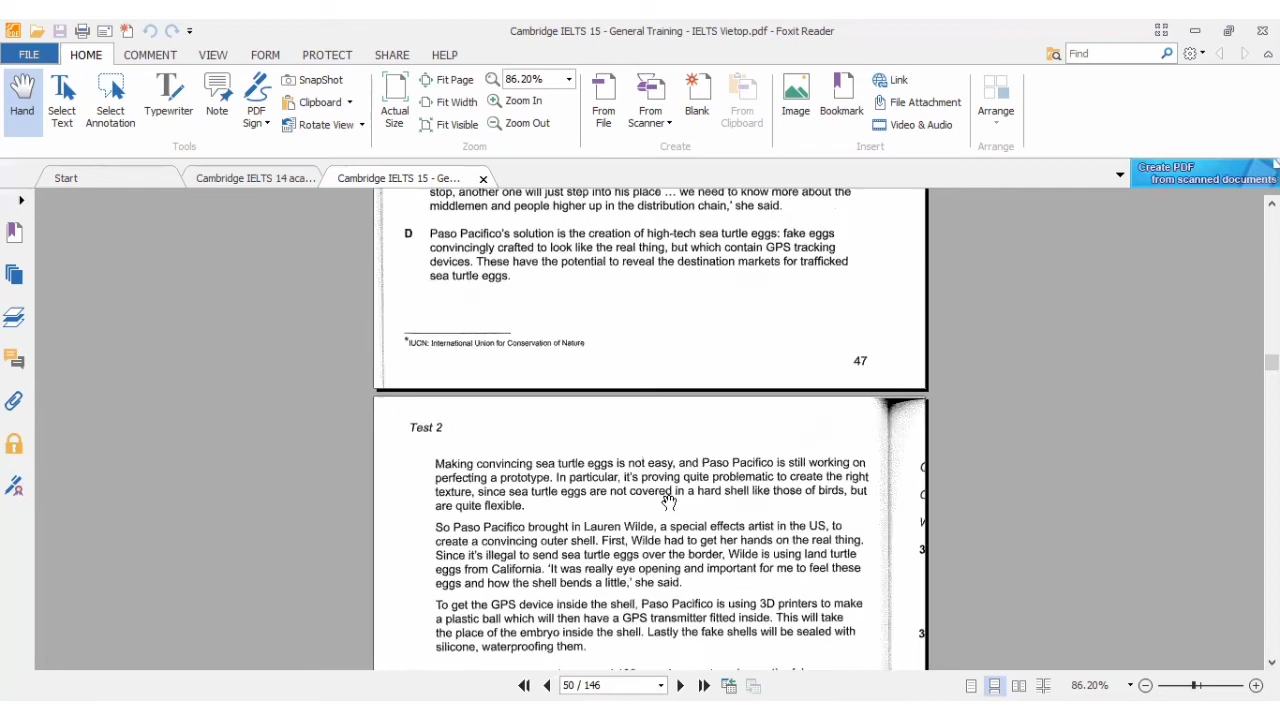 Cambridge IELTS 15 - General Training - IELTS Vietop.pdf - Foxit Reader
FILE HOME COMMENT VIEW FORM PROTECT SHARE HELP
Find
Hand
Select Text
Select Annotation
Typewriter
Note
PDF Sign
SnapShot
Clipboard
Rotate View
Tools
Actual Size
Fit Page
Fit Width
Fit Visible
86.20%
Zoom In
Zoom Out
Zoom
From File
From Scanner
Blank
From Clipboard
Create
Image
Bookmark
Link
File Attachment
Video & Audio
Insert
Arrange
Arrange
Start
Cambridge IELTS 14 aca...
Cambridge IELTS 15 - Ge...
Create PDF
from scanned documents
stop, another one will just step into his place ... we need to know more about the
middlemen and people higher up in the distribution chain,' she said.
D Paso Pacifico's solution is the creation of high-tech sea turtle eggs: fake eggs
convincingly crafted to look like the real thing, but which contain GPS tracking
devices. These have the potential to reveal the destination markets for trafficked
sea turtle eggs.
*IUCN: International Union for Conservation of Nature
47
Test 2
Making convincing sea turtle eggs is not easy, and Paso Pacifico is still working on
perfecting a prototype. In particular, it's proving quite problematic to create the right
texture, since sea turtle eggs are not covered in a hard shell like those of birds, but
are quite flexible.
So Paso Pacifico brought in Lauren Wilde, a special effects artist in the US, to
create a convincing outer shell. First, Wilde had to get her hands on the real thing.
Since it's illegal to send sea turtle eggs over the border, Wilde is using land turtle
eggs from California. 'It was really eye opening and important for me to feel these
eggs and how the shell bends a little,' she said.
To get the GPS device inside the shell, Paso Pacifico is using 3D printers to make
a plastic ball which will then have a GPS transmitter fitted inside. This will take
the place of the embryo inside the shell. Lastly the fake shells will be sealed with
silicone, waterproofing them.
50 / 146
86.20%